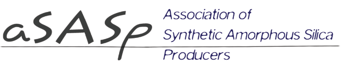 aSASp
Association of
Synthetic Amorphous Silica
Producers